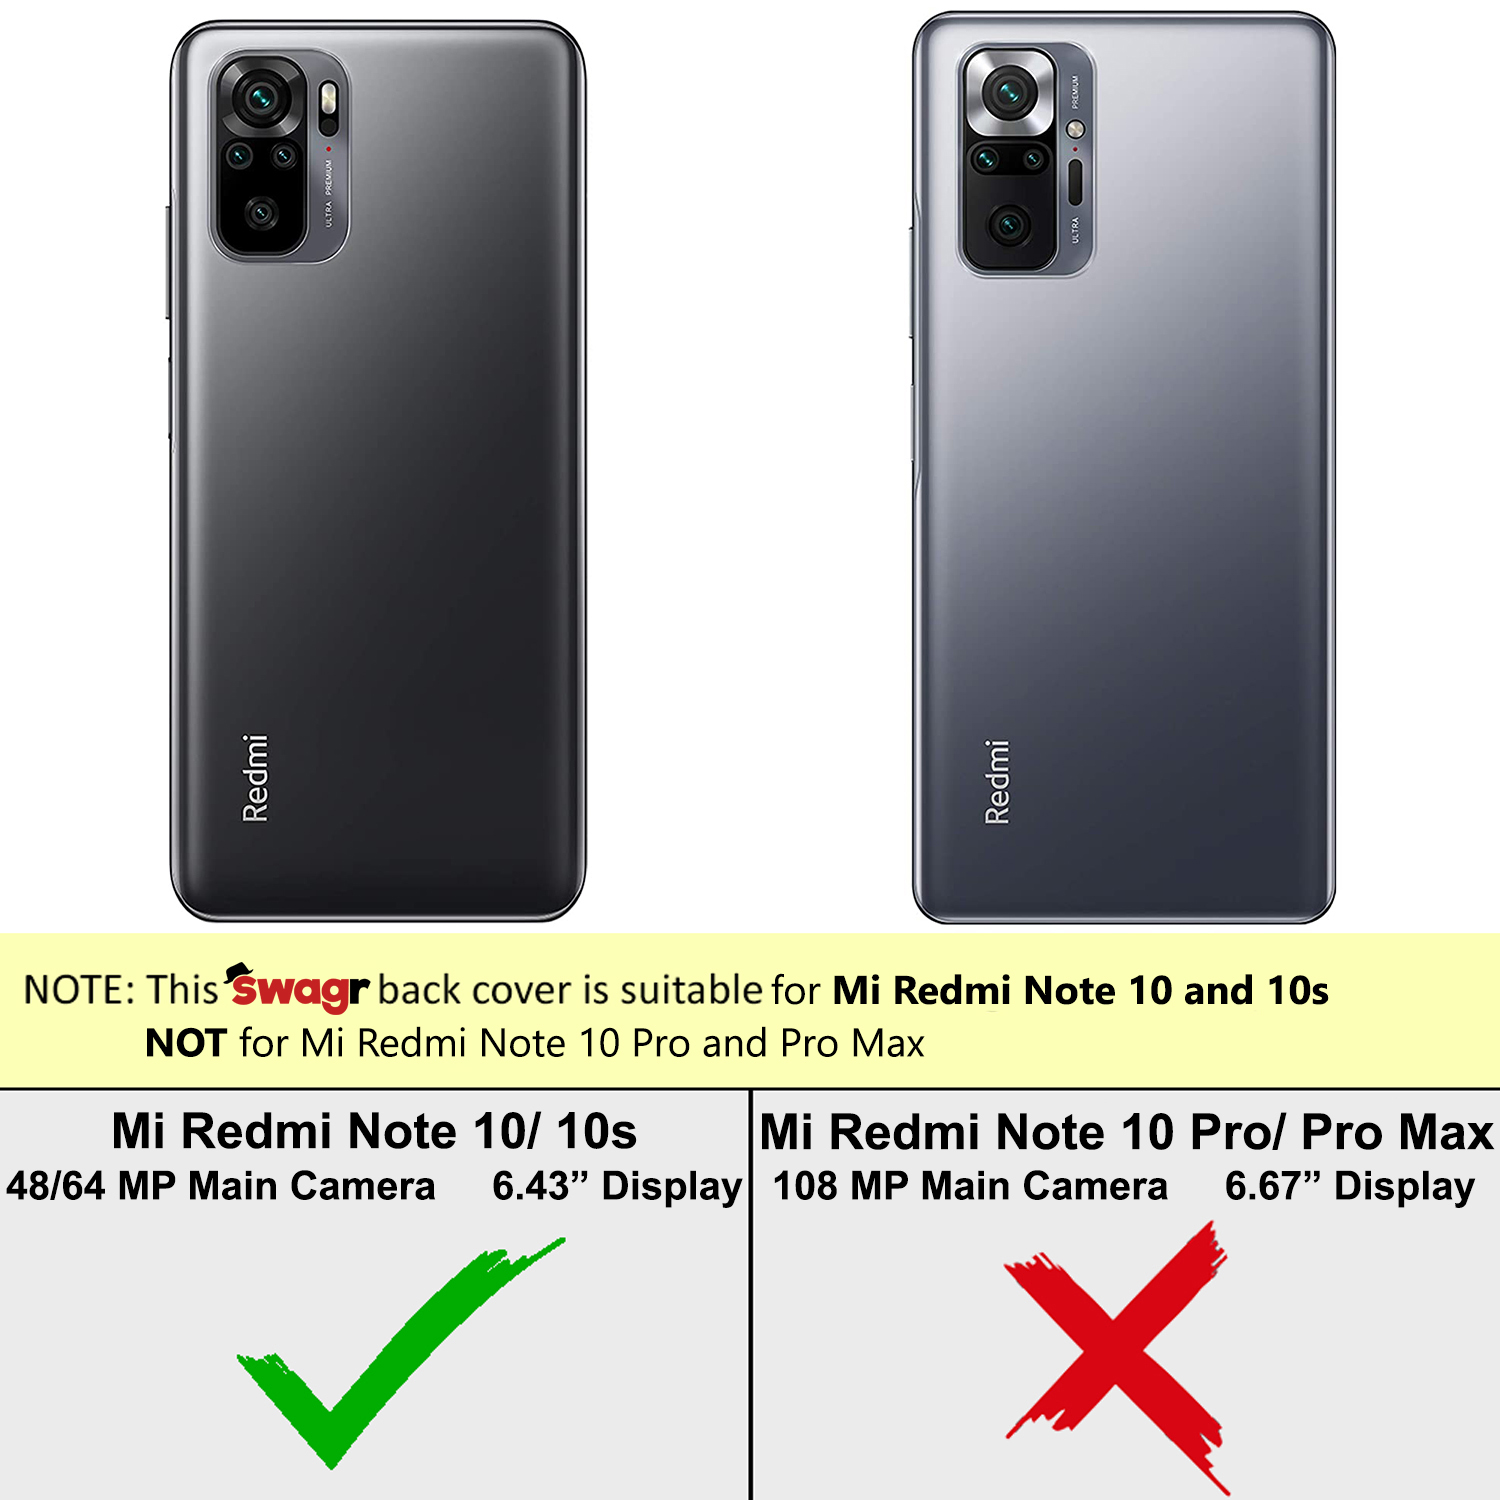 PREMIUM
ULTRA
ULTRA PREMIUM
Redmi
Redmi
NOTE: This Swagr back cover is suitable for Mi Redmi Note 10 and 10s
NOT for Mi Redmi Note 10 Pro and Pro Max
Mi Redmi Note 10/ 10s
48/64 MP Main Camera 6.43” Display
Mi Redmi Note 10 Pro/ Pro Max
108 MP Main Camera 6.67” Display